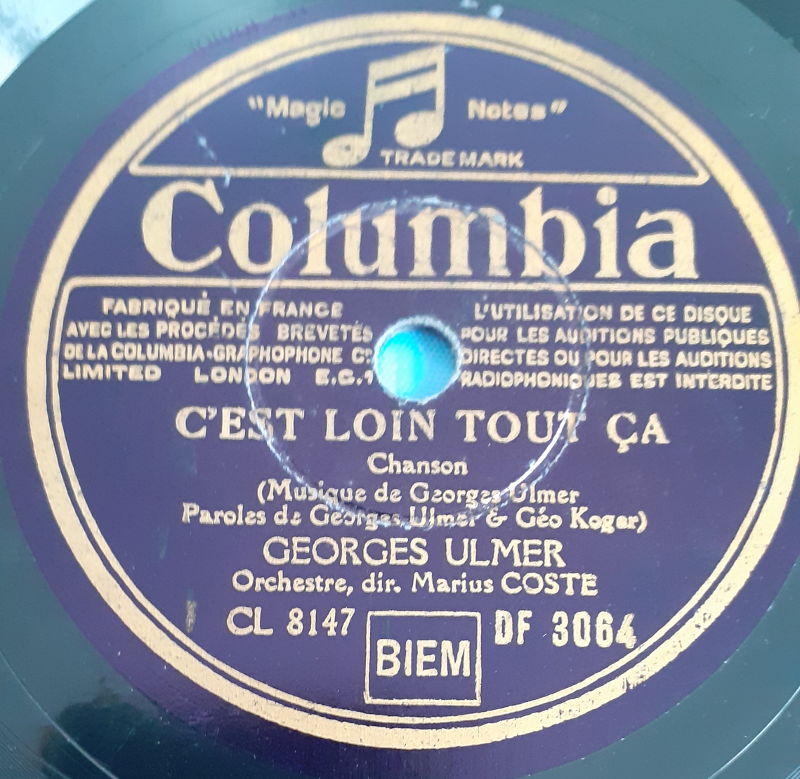 "Magic Notes"
TRADE MARK
Columbia
FABRIQUÉ EN FRANCE
AVEC LES PROCÉDÉS BREVETÉS
DE LA COLUMBIA-GRAPHOPHONE Cº
LIMITED LONDON E.C.1
L'UTILISATION DE CE DISQUE
POUR LES AUDITIONS PUBLIQUES
DIRECTES OU POUR LES AUDITIONS
RADIOPHONIQUES EST INTERDITE
C'EST LOIN TOUT ÇA
Chanson
(Musique de Georges Ulmer
Paroles de Georges Ulmer & Géo Koger)
GEORGES ULMER
Orchestre, dir. Marius COSTE
CL 8147
BIEM
DF 3064